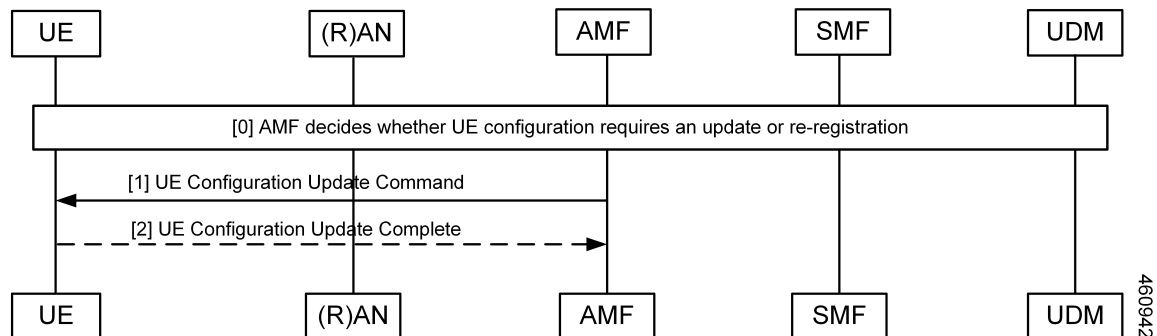 UE
(R)AN
AMF
SMF
UDM
[0] AMF decides whether UE configuration requires an update or re-registration
[1] UE Configuration Update Command
[2] UE Configuration Update Complete
UE
(R)AN
AMF
SMF
UDM
460942